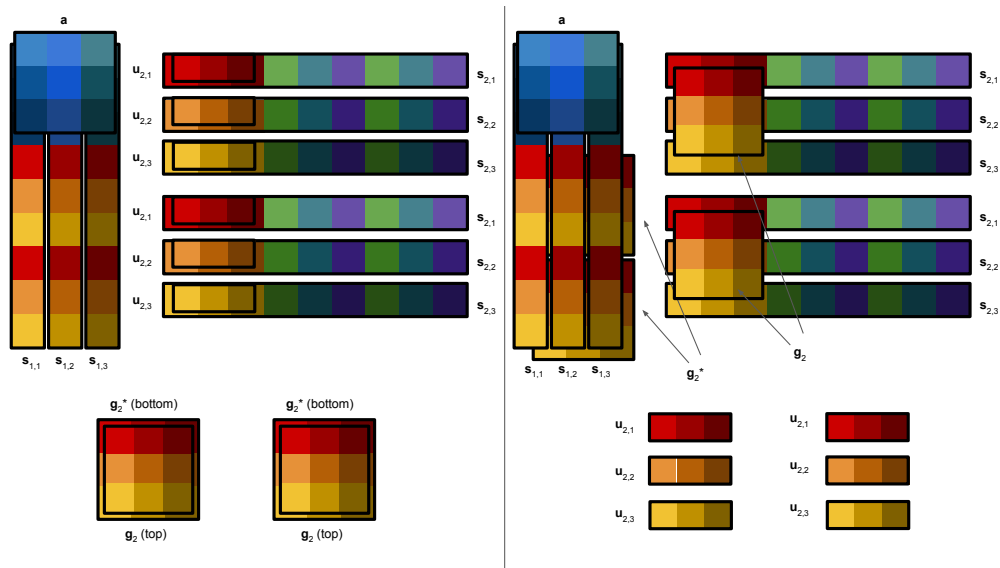 a
u2,1 s2,1
u2,2 s2,2
u2,3 s2,3
u2,1 s2,1
u2,2 s2,2
u2,3 s2,3
s1,1 s1,2 s1,3
g2* (bottom) g2* (bottom)
g2 (top) g2 (top)
a
s2,1
s2,2
s2,3
s2,1
s2,2
s2,3
g2
s1,1 s1,2 s1,3
g2*
u2,1 u2,1
u2,2 u2,2
u2,3 u2,3